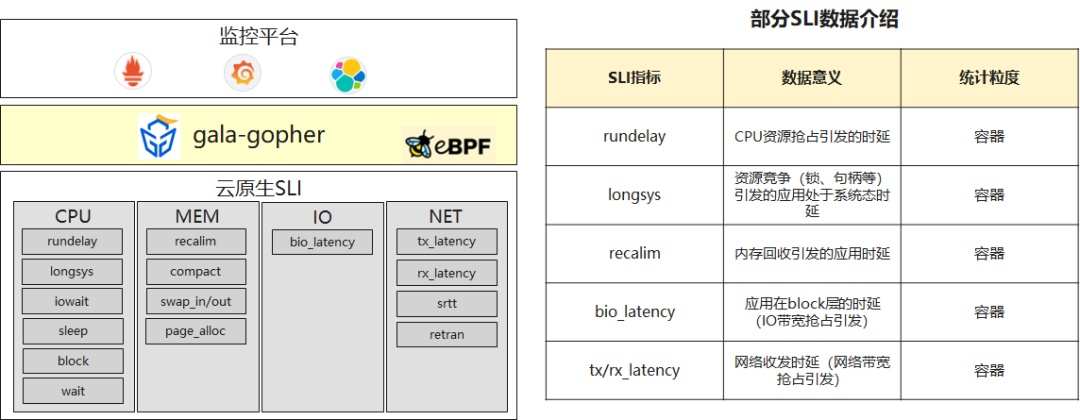 监控平台
gala-gopher
eBPF
云原生SLI
CPU
rundelay
longsys
iowait
sleep
block
wait
MEM
recalim
compact
swap_in/out
page_alloc
IO
bio_latency
NET
tx_latency
rx_latency
srtt
retran
部分SLI数据介绍
SLI指标 数据意义 统计粒度
rundelay CPU资源抢占引发的时延 容器
longsys 资源竟争（锁、句柄等）
引发的应用处于系统态时
延 容器
recalim 内存回收引发的应用时延 容器
bio_latency 应用在block层的时延
（IO带宽抢占引发） 容器
tx/rx_latency 网络收发时延（网络带宽
抢占引发） 容器